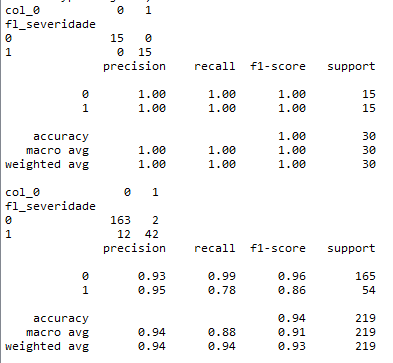 col_0 0 1
fl_severidade
0 15 0
1 0 15
precision recall f1-score support
0 1.00 1.00 1.00 15
1 1.00 1.00 1.00 15
accuracy 1.00 30
macro avg 1.00 1.00 1.00 30
weighted avg 1.00 1.00 1.00 30
col_0 0 1
fl_severidade
0 163 2
1 12 42
precision recall f1-score support
0 0.93 0.99 0.96 165
1 0.95 0.78 0.86 54
accuracy 0.94 219
macro avg 0.94 0.88 0.91 219
weighted avg 0.94 0.94 0.93 219